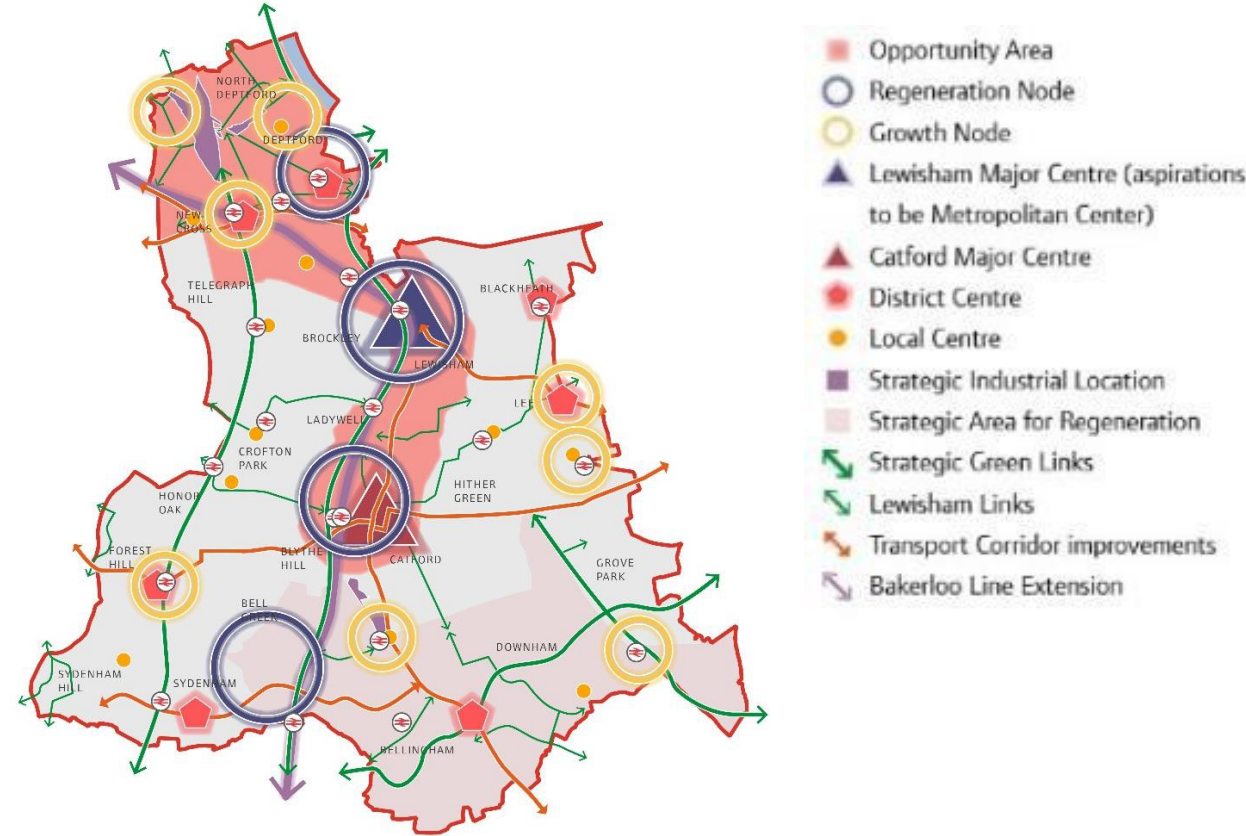 NORTH
DEPTFORD
DEPTFORD
NEW
CROSS
TELEGRAPH
HILL
BLACKHEATH
BROCKLEY
LEWISHAM
LEE
LADYWELL
CROFTON
PARK
HITHER
GREEN
HONOR
OAK
FOREST
HILL
BLYTHE
HILL
CATFORD
GROVE
PARK
BELL
GREEN
DOWNHAM
SYDENHAM
HILL
SYDENHAM
BELLINGHAM
Opportunity Area
Regeneration Node
Growth Node
Lewisham Major Centre (aspirations
to be Metropolitan Center)
Catford Major Centre
District Centre
Local Centre
Strategic Industrial Location
Strategic Area for Regeneration
Strategic Green Links
Lewisham Links
Transport Corridor improvements
Bakerloo Line Extension